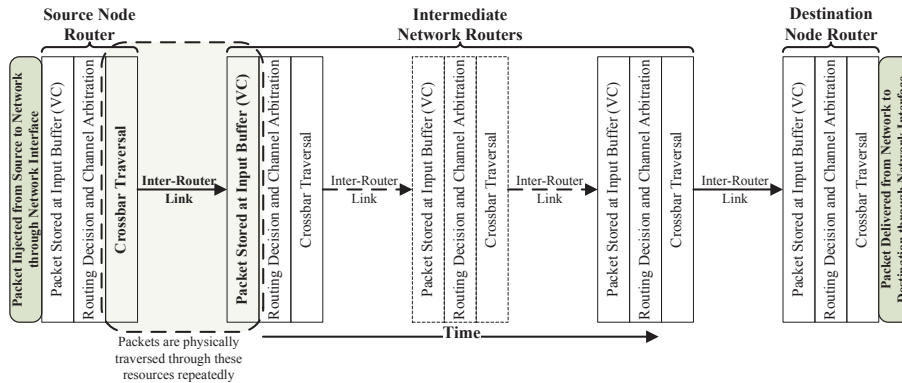 Source Node
Router
Intermediate
Network Routers
Destination
Node Router
Packet Injected from Source to Network
through Network Interface
Packet Stored at Input Buffer (VC)
Routing Decision and Channel Arbitration
Crossbar Traversal
Inter-Router
Link
Packet Stored at Input Buffer (VC)
Routing Decision and Channel Arbitration
Crossbar Traversal
Inter-Router
Link
Packet Stored at Input Buffer (VC)
Routing Decision and Channel Arbitration
Crossbar Traversal
Inter-Router
Link
Packet Stored at Input Buffer (VC)
Routing Decision and Channel Arbitration
Crossbar Traversal
Inter-Router
Link
Packet Stored at Input Buffer (VC)
Routing Decision and Channel Arbitration
Crossbar Traversal
Packet Delivered from Network to
Destination through Network Interface
Time
Packets are physically
traversed through these
resources repeatedly